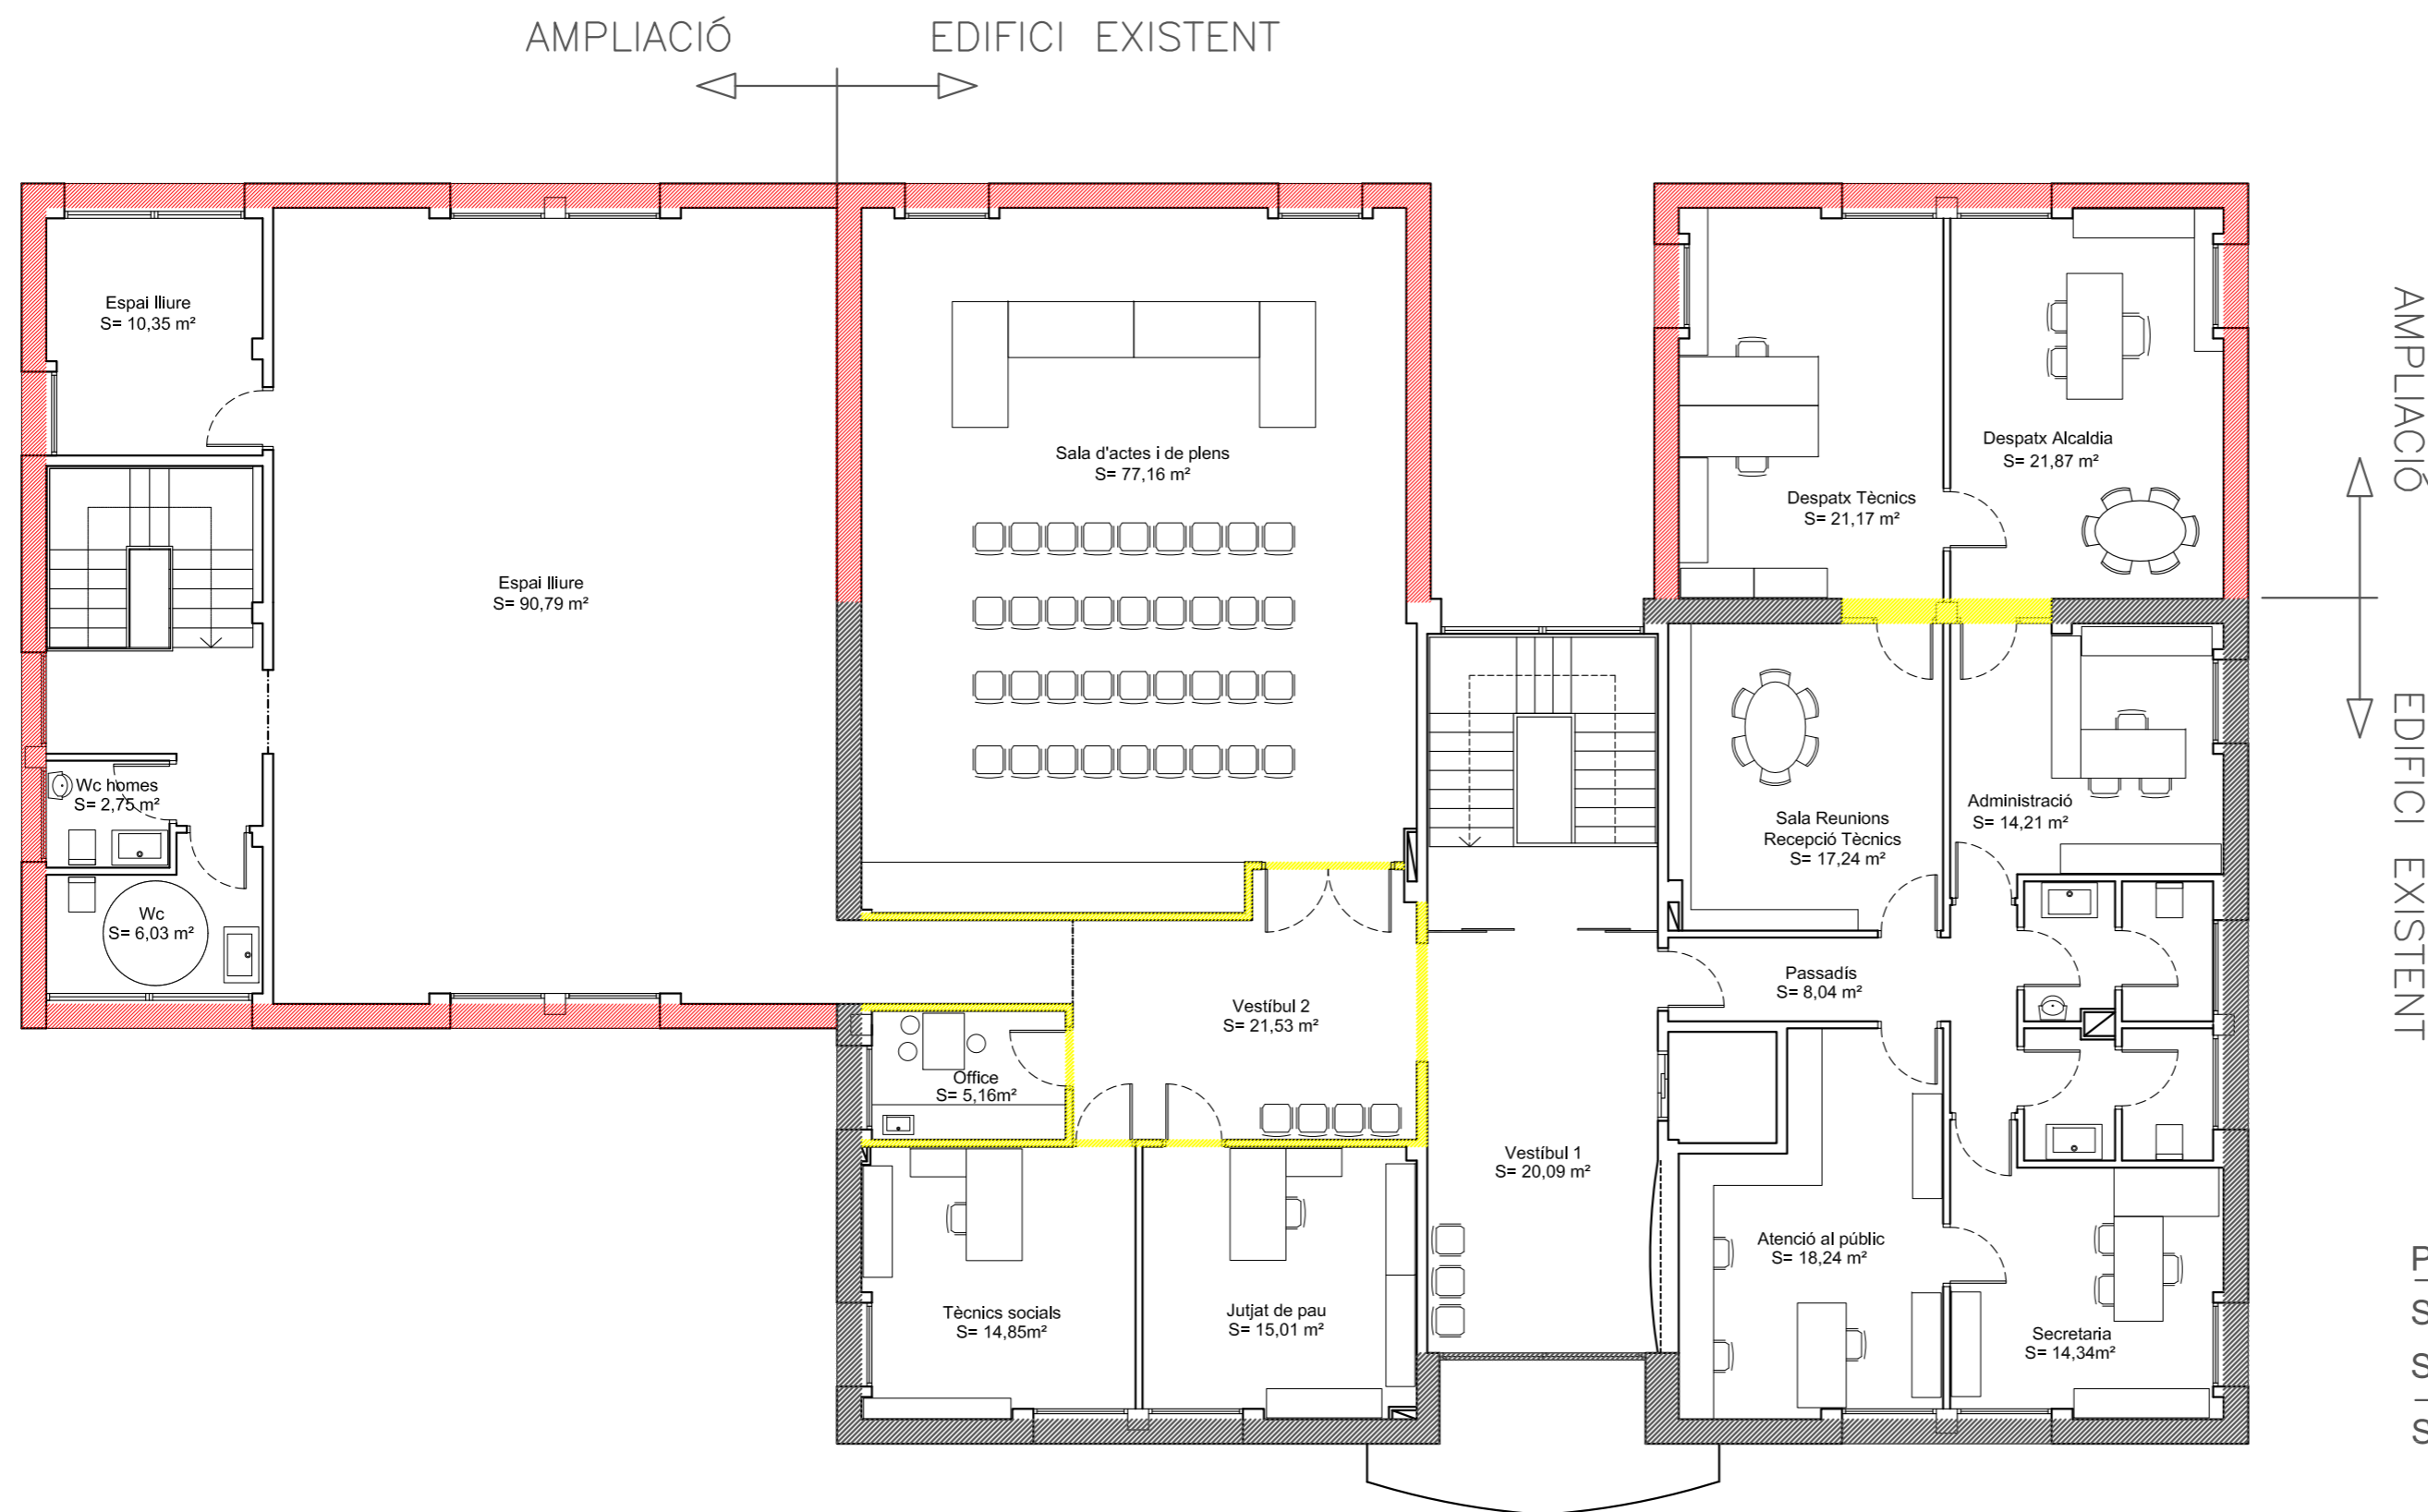 AMPLIACIÓ
EDIFICI EXISTENT
Espai lliure
S= 10,35 m²
Espai lliure
S= 90,79 m²
Wc homes
S= 2,75 m²
Wc
S= 6,03 m²
Sala d'actes i de plens
S= 77,16 m²
Despatx Tècnics
S= 21,17 m²
Despatx Alcaldia
S= 21,87 m²
Sala Reunions
Recepció Tècnics
S= 17,24 m²
Administració
S= 14,21 m²
Passadís
S= 8,04 m²
Vestíbul 2
S= 21,53 m²
Office
S= 5,16m²
Vestíbul 1
S= 20,09 m²
Tècnics socials
S= 14,85m²
Jutjat de pau
S= 15,01 m²
Atenció al públic
S= 18,24 m²
Secretaria
S= 14,34m²
AMPLIACIÓ
EDIFICI EXISTENT
P
S
S
S